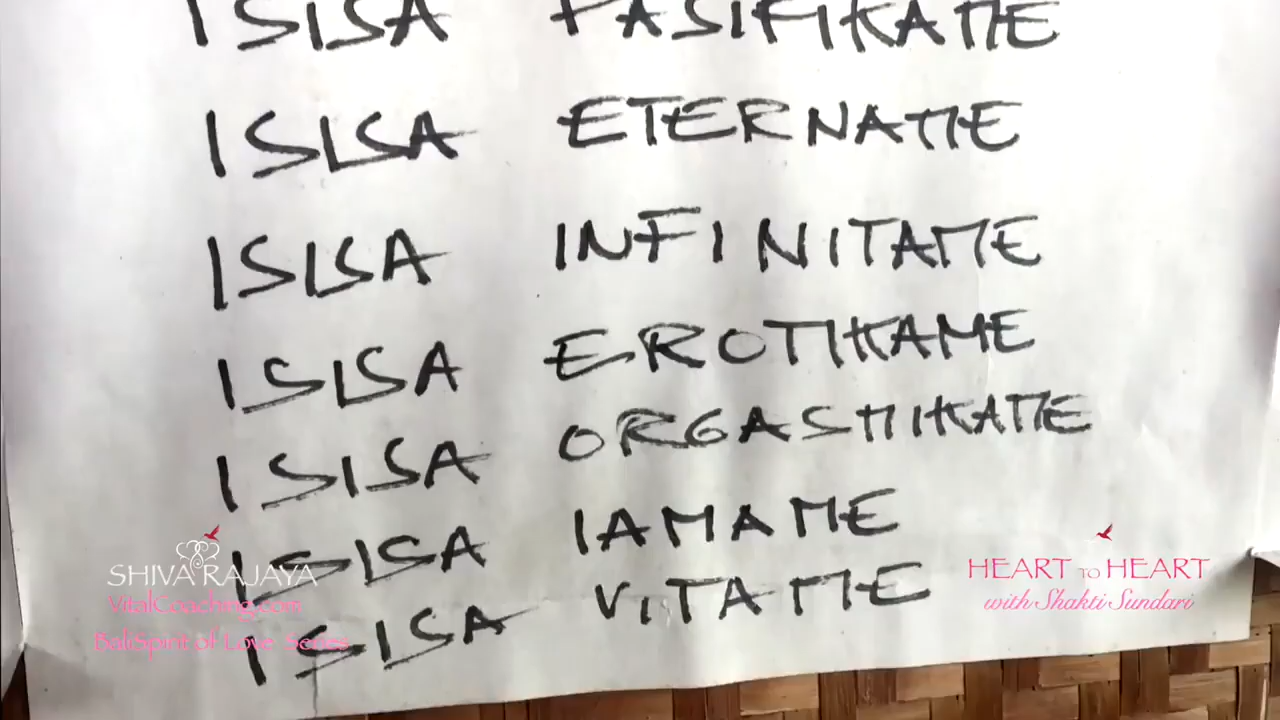 ISISA PASIFIKAME
ISISA ETERNAME
ISISA INFINITAME
ISISA EROTIKAME
ISISA ORGASMIKAME
ISISA IAMAME
ISISA VITAME
SHIVA RAJAYA
VitalCoaching.com
BaliSpirit of Love Series
HEART TO HEART
with Shakti Sundari